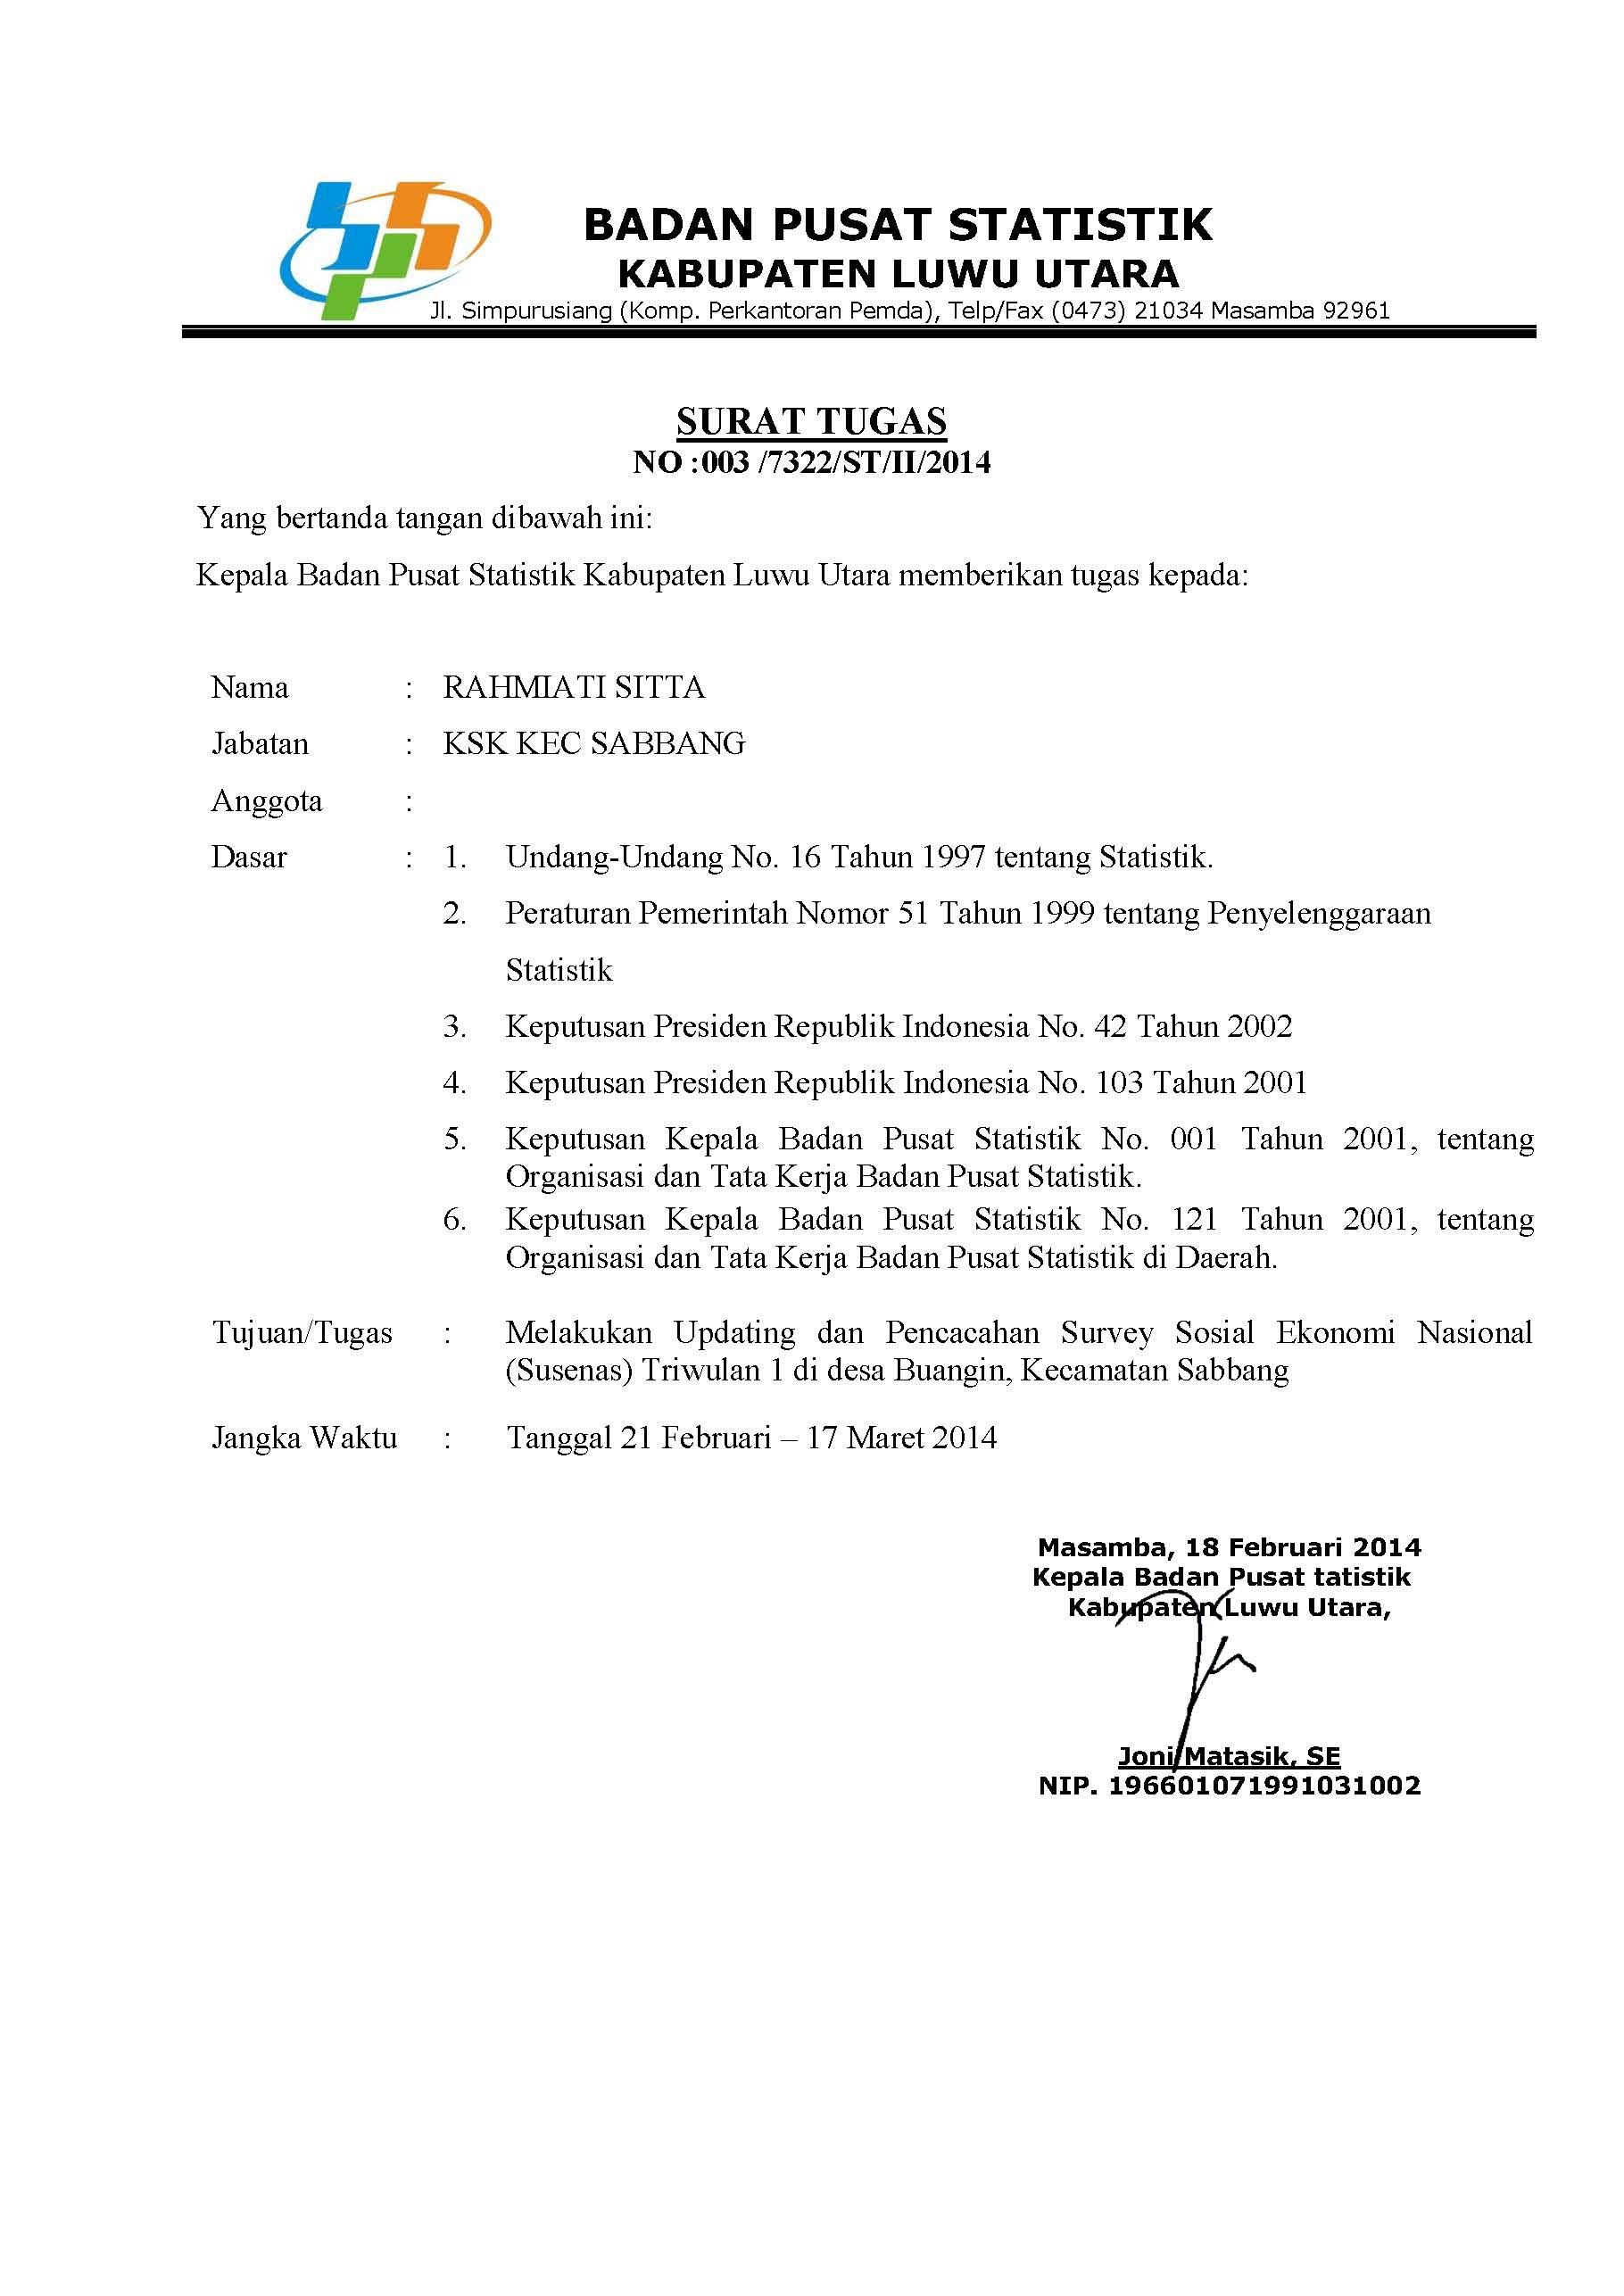 BADAN PUSAT STATISTIK
KABUPATEN LUWU UTARA
Jl. Simpurusiang (Komp. Perkantoran Pemda), Telp/Fax (0473) 21034 Masamba 92961
SURAT TUGAS
NO :003 /7322/ST/II/2014
Yang bertanda tangan dibawah ini:
Kepala Badan Pusat Statistik Kabupaten Luwu Utara memberikan tugas kepada:
Nama : RAHMIATI SITTA
Jabatan : KSK KEC SABBANG
Anggota :
Dasar : 1. Undang-Undang No. 16 Tahun 1997 tentang Statistik.
2. Peraturan Pemerintah Nomor 51 Tahun 1999 tentang Penyelenggaraan
Statistik
3. Keputusan Presiden Republik Indonesia No. 42 Tahun 2002
4. Keputusan Presiden Republik Indonesia No. 103 Tahun 2001
5. Keputusan Kepala Badan Pusat Statistik No. 001 Tahun 2001, tentang
Organisasi dan Tata Kerja Badan Pusat Statistik.
6. Keputusan Kepala Badan Pusat Statistik No. 121 Tahun 2001, tentang
Organisasi dan Tata Kerja Badan Pusat Statistik di Daerah.
Tujuan/Tugas : Melakukan Updating dan Pencacahan Survey Sosial Ekonomi Nasional
(Susenas) Triwulan 1 di desa Buangin, Kecamatan Sabbang
Jangka Waktu : Tanggal 21 Februari – 17 Maret 2014
Masamba, 18 Februari 2014
Kepala Badan Pusat tatistik
Kabupaten Luwu Utara,
Joni Matasik, SE
NIP. 196601071991031002